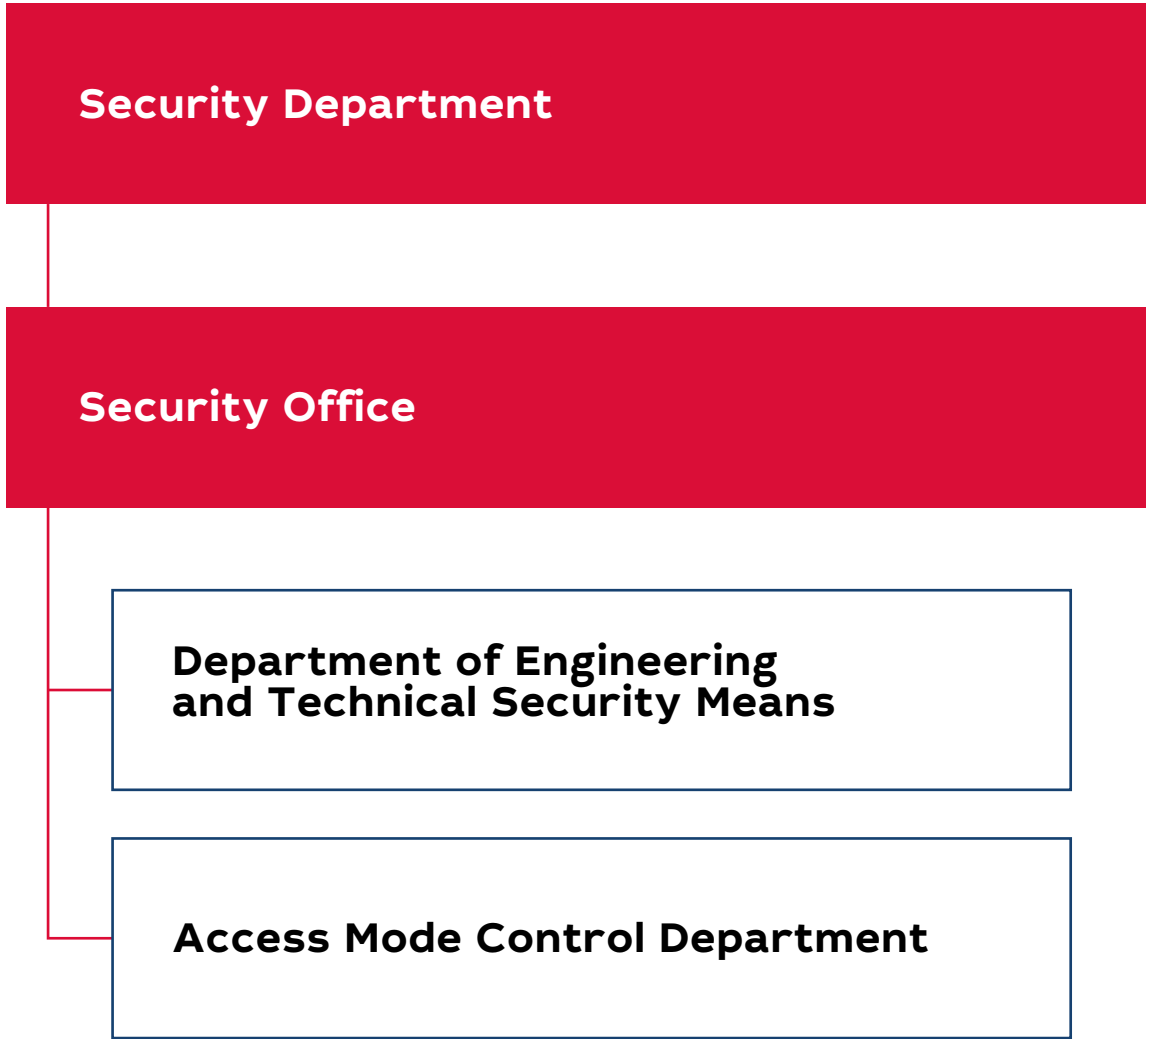 Security Department
Security Office
Department of Engineering
and Technical Security Means
Access Mode Control Department